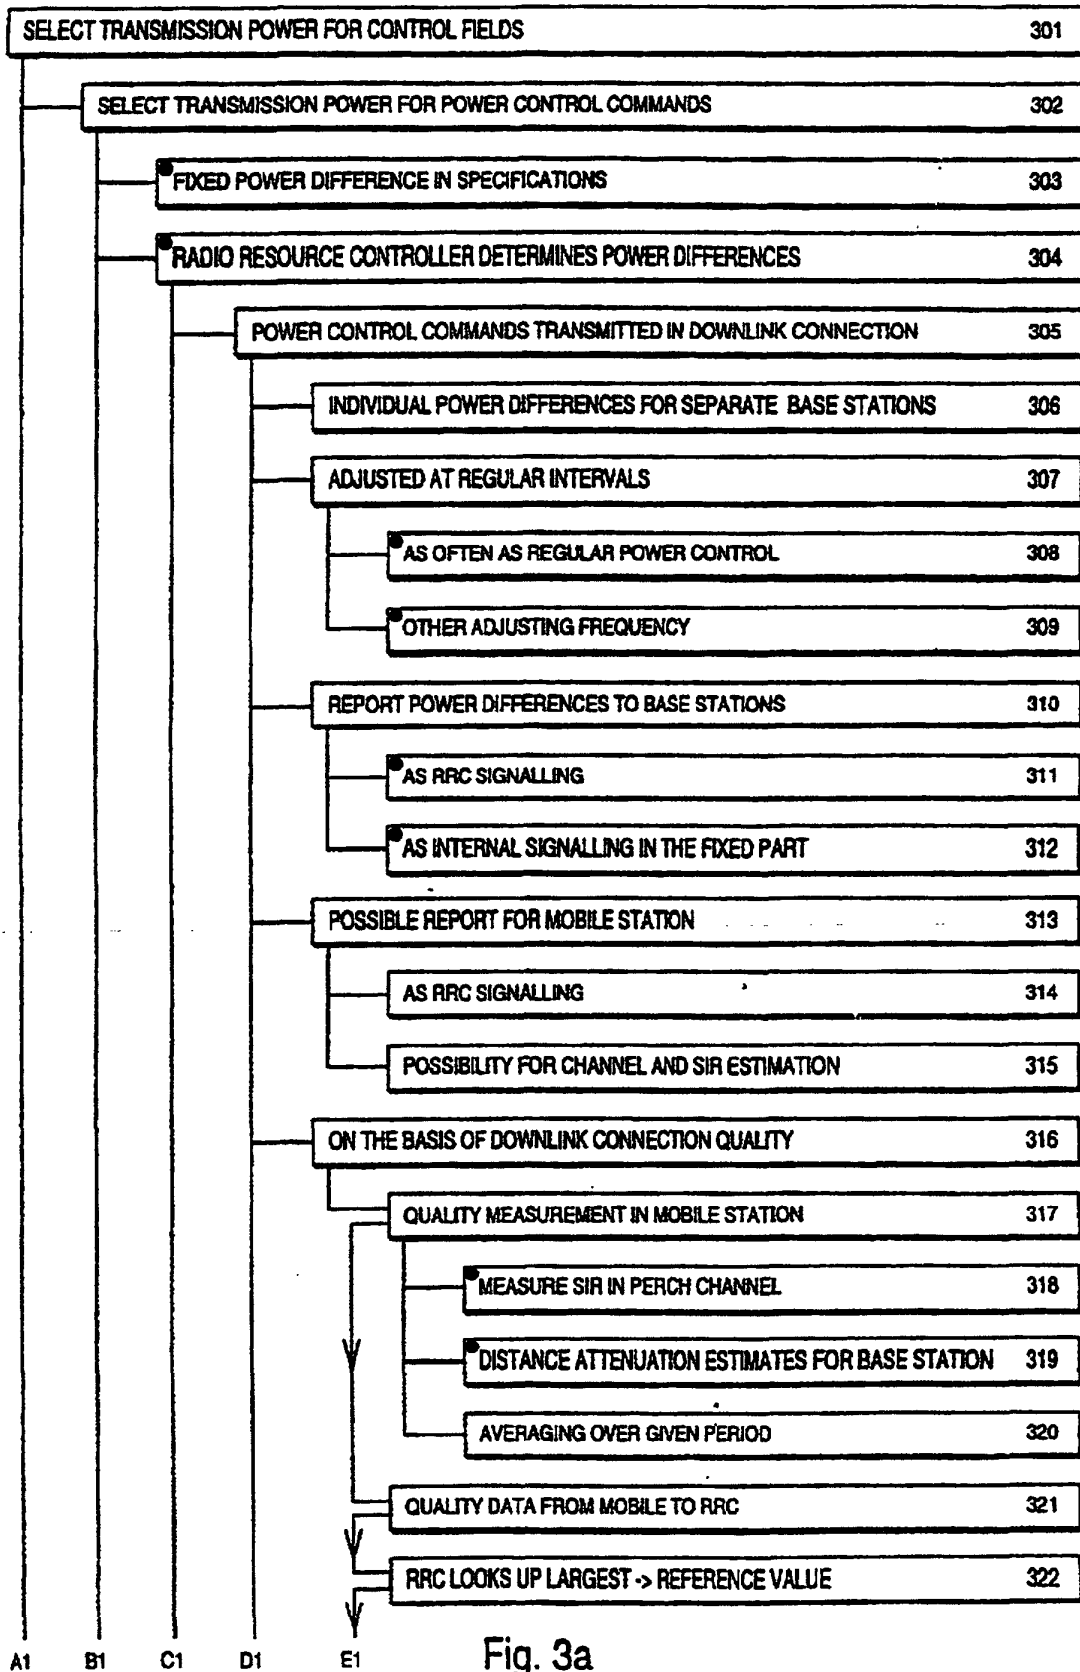 SELECT TRANSMISSION POWER FOR CONTROL FIELDS 301
SELECT TRANSMISSION POWER FOR POWER CONTROL COMMANDS 302
FIXED POWER DIFFERENCE IN SPECIFICATIONS 303
RADIO RESOURCE CONTROLLER DETERMINES POWER DIFFERENCES 304
POWER CONTROL COMMANDS TRANSMITTED IN DOWNLINK CONNECTION 305
INDIVIDUAL POWER DIFFERENCES FOR SEPARATE BASE STATIONS 306
ADJUSTED AT REGULAR INTERVALS 307
AS OFTEN AS REGULAR POWER CONTROL 308
OTHER ADJUSTING FREQUENCY 309
REPORT POWER DIFFERENCES TO BASE STATIONS 310
AS RRC SIGNALLING 311
AS INTERNAL SIGNALLING IN THE FIXED PART 312
POSSIBLE REPORT FOR MOBILE STATION 313
AS RRC SIGNALLING 314
POSSIBILITY FOR CHANNEL AND SIR ESTIMATION 315
ON THE BASIS OF DOWNLINK CONNECTION QUALITY 316
QUALITY MEASUREMENT IN MOBILE STATION 317
MEASURE SIR IN PERCH CHANNEL 318
DISTANCE ATTENUATION ESTIMATES FOR BASE STATION 319
AVERAGING OVER GIVEN PERIOD 320
QUALITY DATA FROM MOBILE TO RRC 321
RRC LOOKS UP LARGEST -> REFERENCE VALUE 322
A1 B1 C1 D1 E1 Fig. 3a